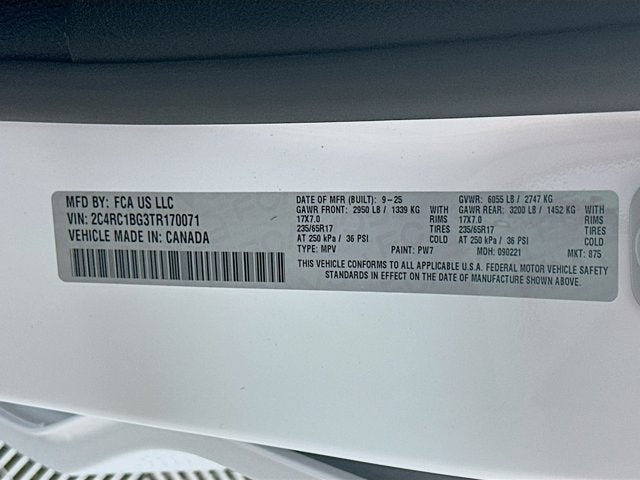 MFD BY: FCA US LLC
VIN: 2C4RC1BG3TR170071
VEHICLE MADE IN: CANADA
DATE OF MFR (BUILT): 9-25
GAWR FRONT: 2950 LB / 1339 KG WITH
17X7.0 RIMS
235/65R17 TIRES
AT 250 kPa / 36 PSI COLD
TYPE: MPV PAINT: PW7
GVWR: 6055 LB / 2747 KG
GAWR REAR: 3200 LB / 1452 KG WITH
17X7.0 RIMS
235/65R17 TIRES
AT 250 kPa / 36 PSI COLD
MDH: 090221 MKT: 875
THIS VEHICLE CONFORMS TO ALL APPLICABLE U.S.A. FEDERAL MOTOR VEHICLE SAFETY
STANDARDS IN EFFECT ON THE DATE OF MANUFACTURE SHOWN ABOVE.